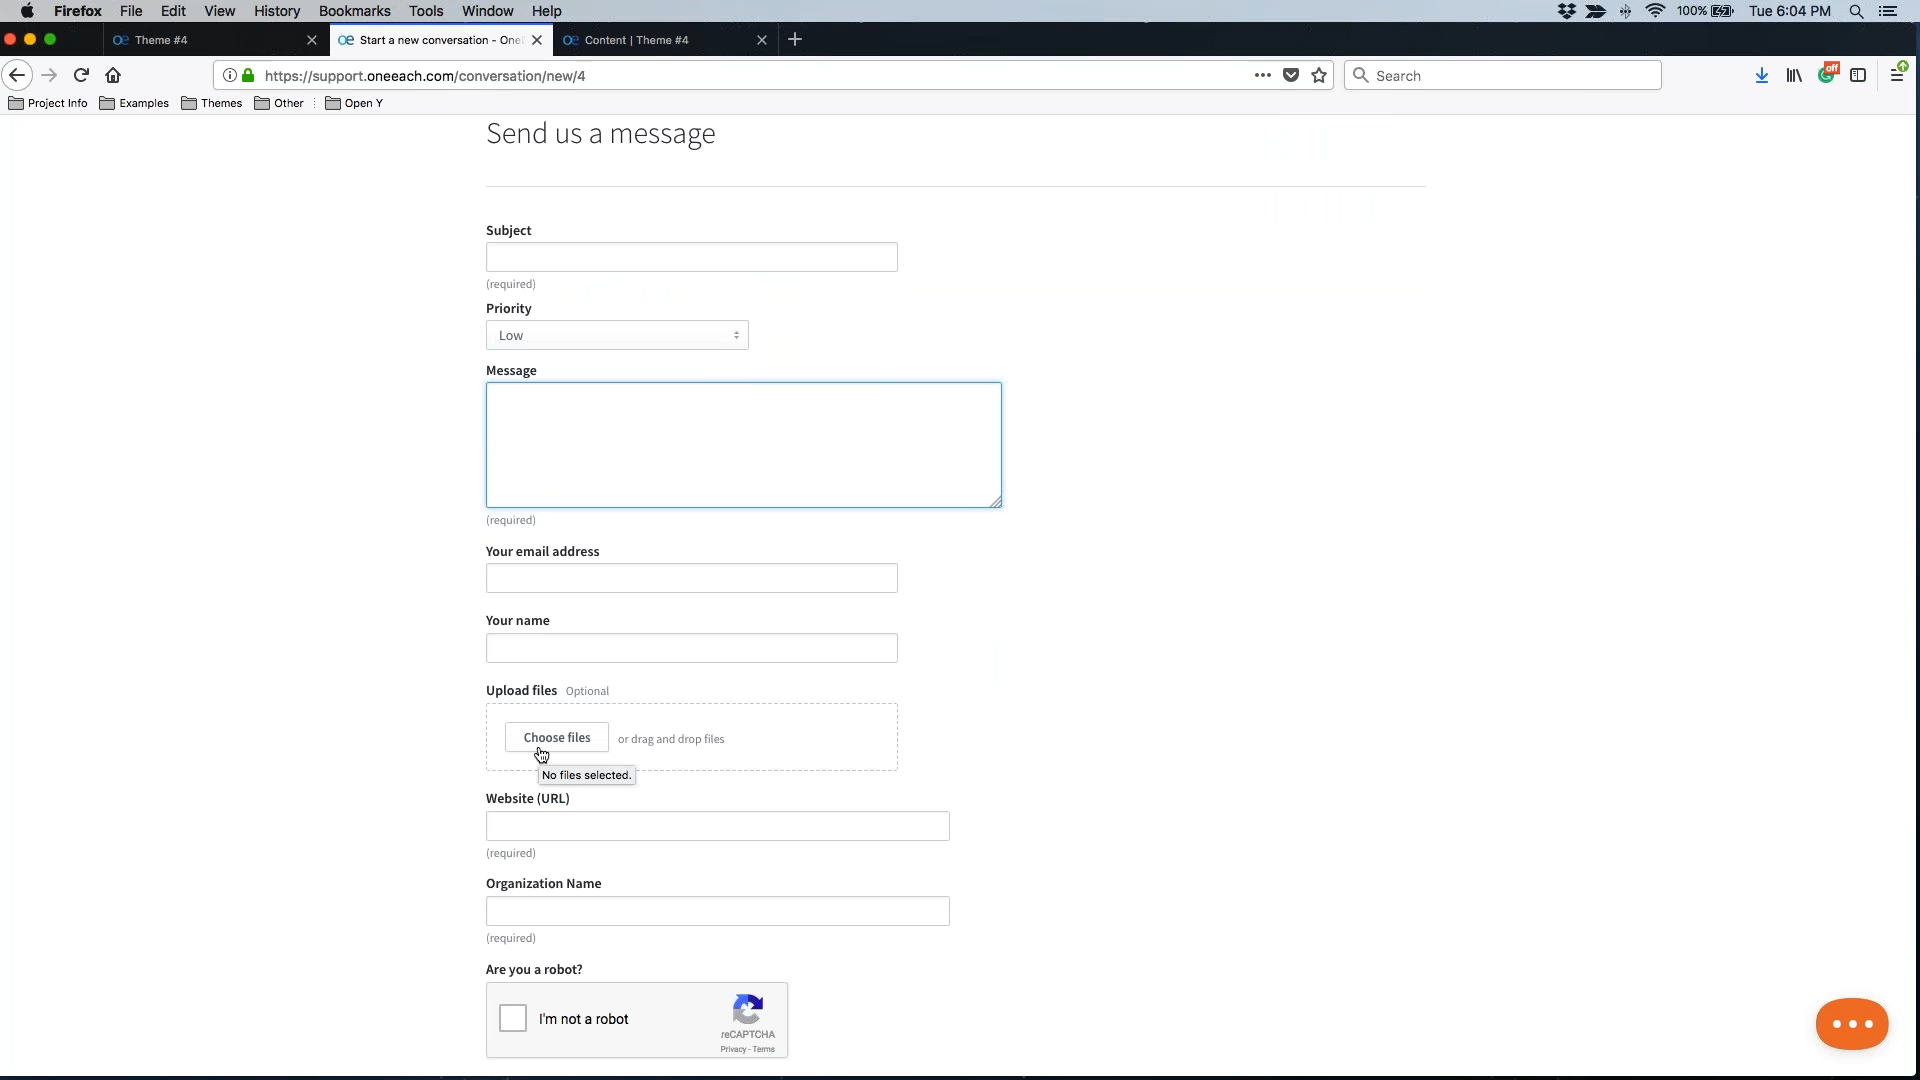 Firefox File Edit View History Bookmarks Tools Window Help 100% Tue 6:04 PM
Theme #4 Start a new conversation - One Content | Theme #4
https://support.oneeach.com/conversation/new/4 Search off
Project Info Examples Themes Other Open Y
Send us a message
Subject
(required)
Priority
Low
Message
(required)
Your email address
Your name
Upload files Optional
Choose files or drag and drop files
No files selected.
Website (URL)
(required)
Organization Name
(required)
Are you a robot?
I'm not a robot
reCAPTCHA
Privacy - Terms